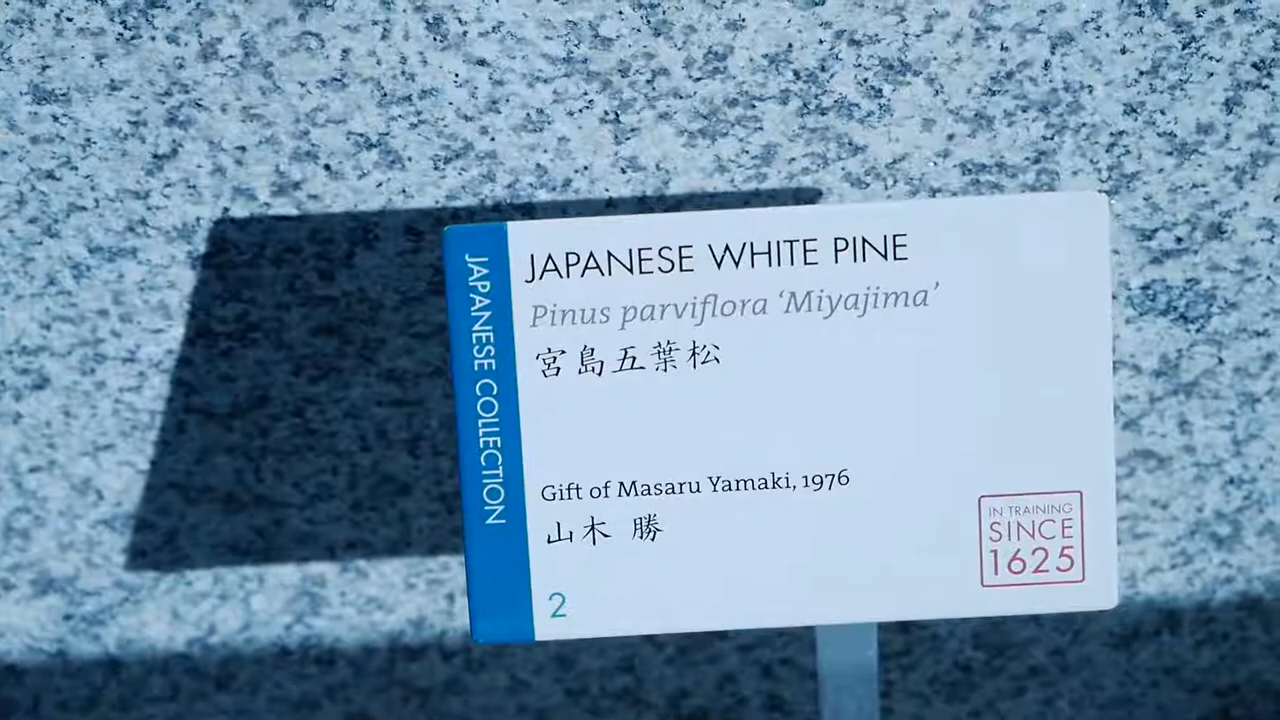 JAPANESE COLLECTION
JAPANESE WHITE PINE
Pinus parviflora ‘Miyajima’
宮島五葉松
Gift of Masaru Yamaki, 1976
山木 勝
2
IN TRAINING
SINCE
1625